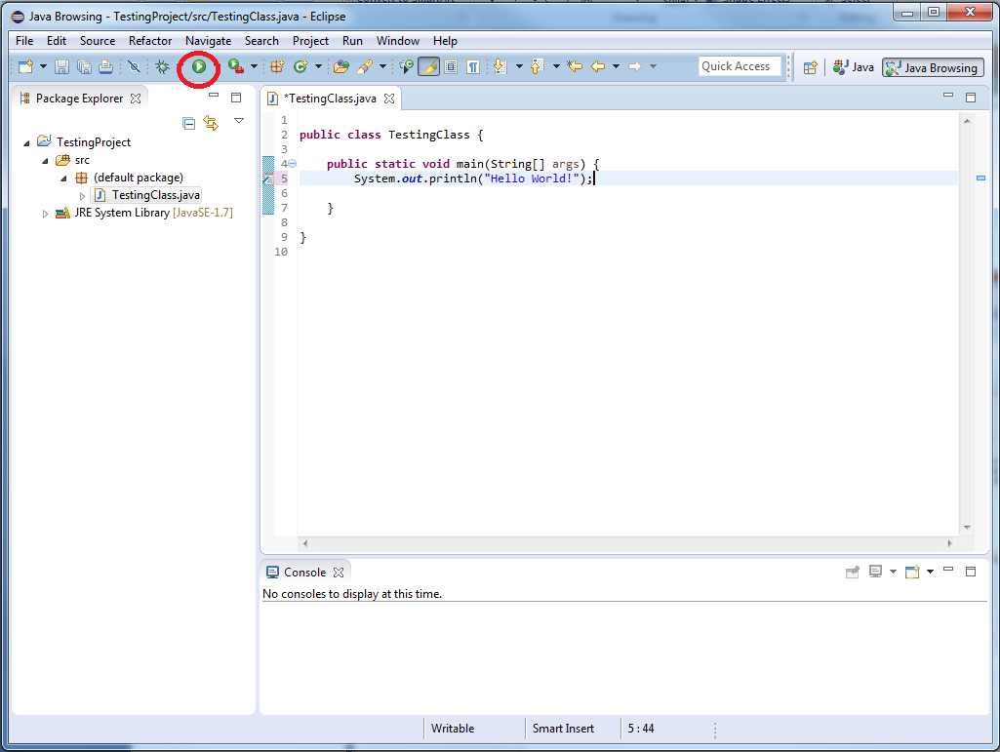 Java Browsing - TestingProject/src/TestingClass.java - Eclipse
File Edit Source Refactor Navigate Search Project Run Window Help
Quick Access Java Java Browsing
Package Explorer
TestingProject
src
(default package)
TestingClass.java
JRE System Library [JavaSE-1.7]
*TestingClass.java
1
2 public class TestingClass {
3
4 public static void main(String[] args) {
5 System.out.println("Hello World!");
6
7 }
8
9 }
10
Console
No consoles to display at this time.
Writable Smart Insert 5 : 44